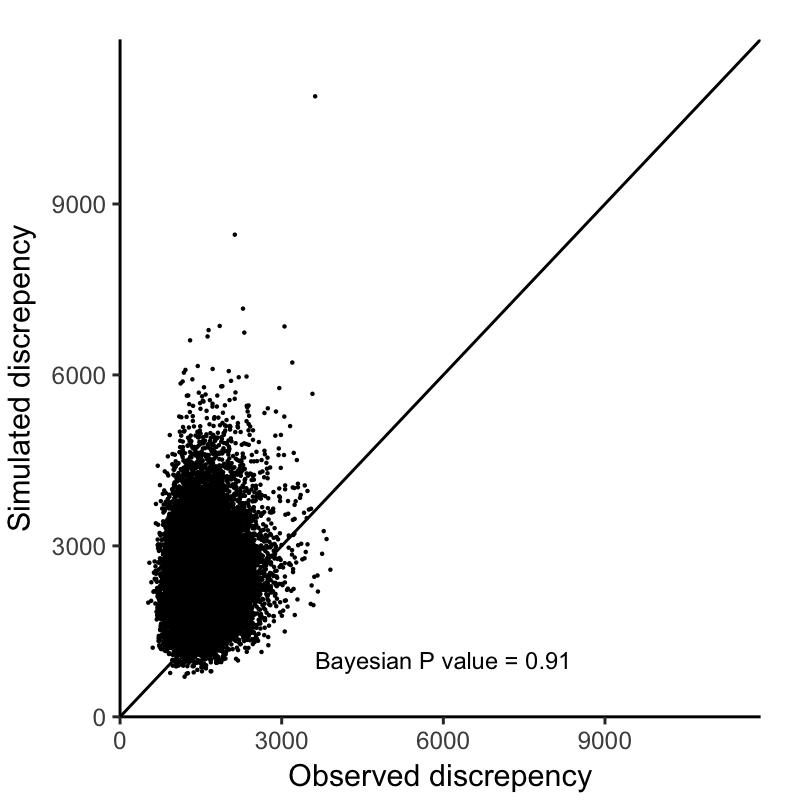 Simulated discrepency
9000
6000
3000
0
Bayesian P value = 0.91
0 3000 6000 9000
Observed discrepency